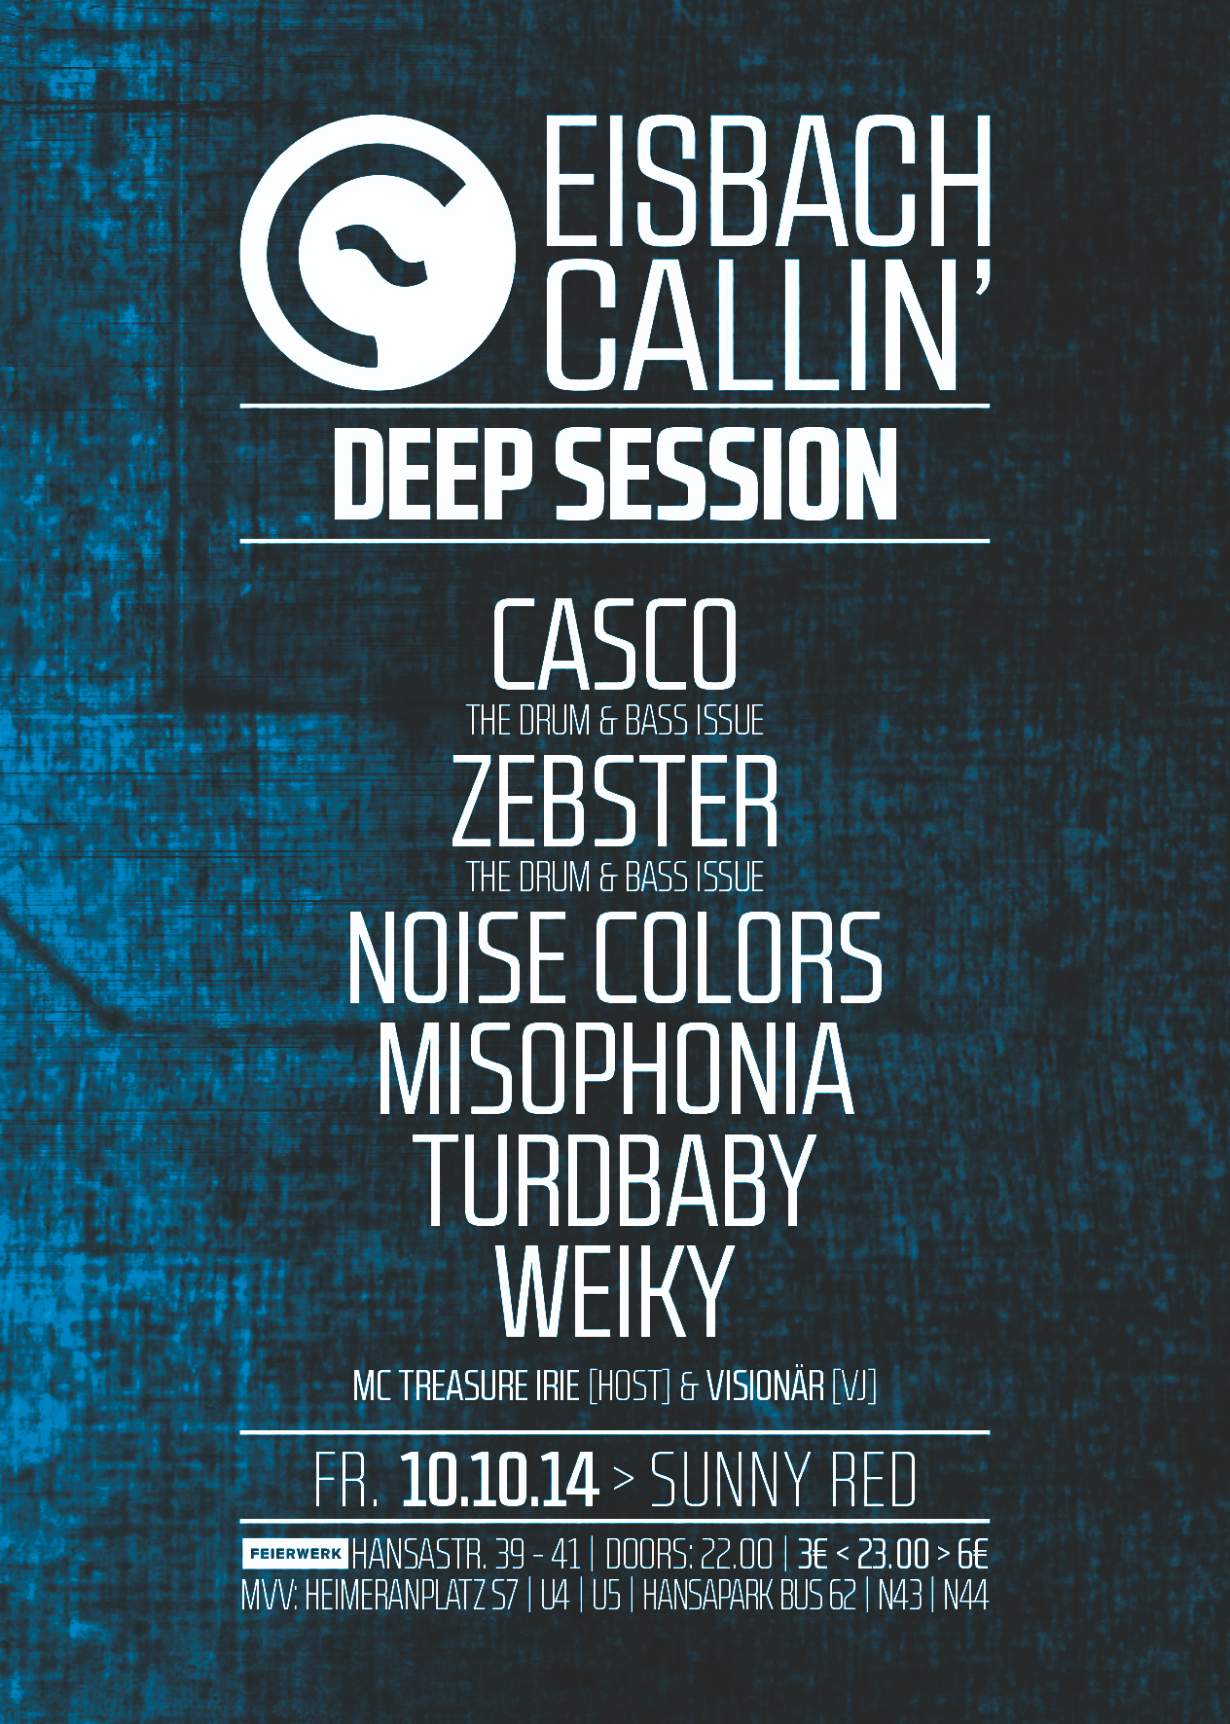 EISBACH
CALLIN'
DEEP SESSION
CASCO
THE DRUM & BASS ISSUE
ZEBSTER
THE DRUM & BASS ISSUE
NOISE COLORS
MISOPHONIA
TURDBABY
WEIKY
MC TREASURE IRIE [HOST] & VISIONÄR [VJ]
FR. 10.10.14 > SUNNY RED
FEIERWERK HANSASTR. 39 - 41 | DOORS: 22.00 | 3€ < 23.00 > 6€
MVV: HEIMERANPLATZ S7 | U4 | U5 | HANSAPARK BUS 62 | N43 | N44